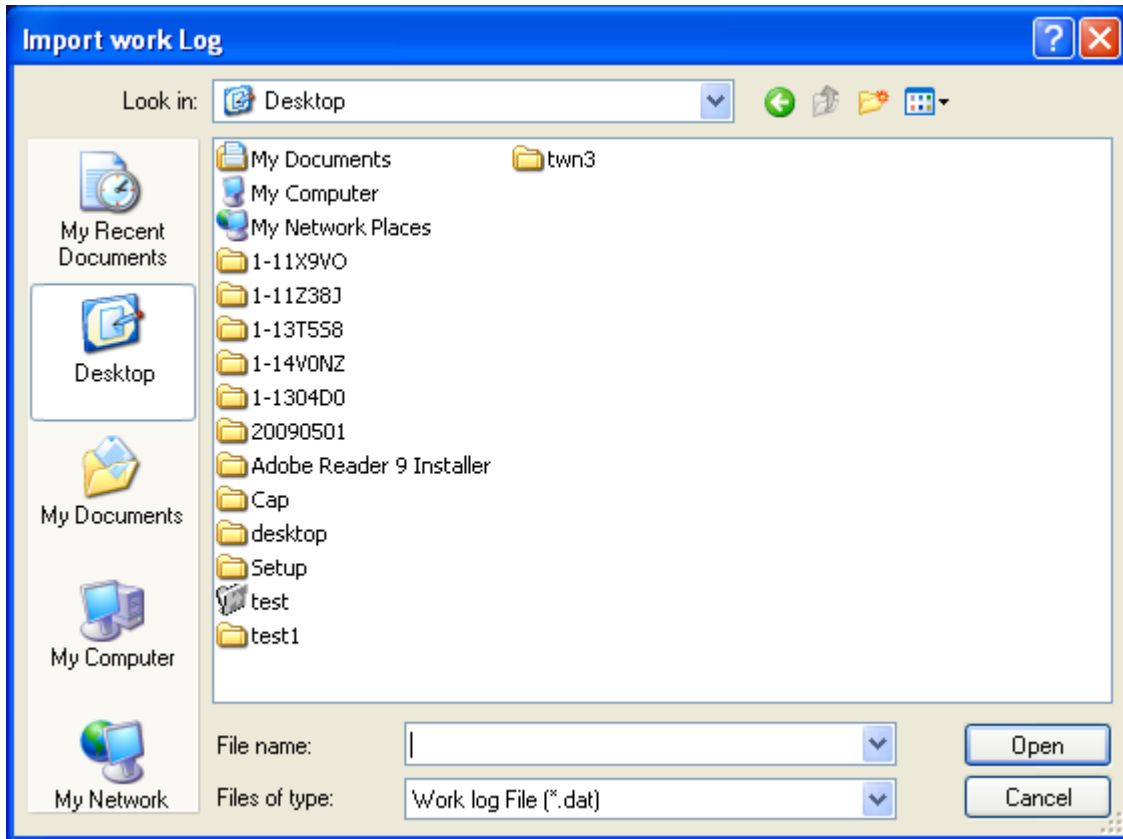 Import work Log
Look in: Desktop
My Recent
Documents
Desktop
My Documents
My Computer
My Network
My Documents
My Computer
My Network Places
1-11X9VO
1-11Z38J
1-13T5S8
1-14V0NZ
1-1304D0
20090501
Adobe Reader 9 Installer
Cap
desktop
Setup
test
test1
twn3
File name:
Open
Files of type: Work log File (*.dat)
Cancel